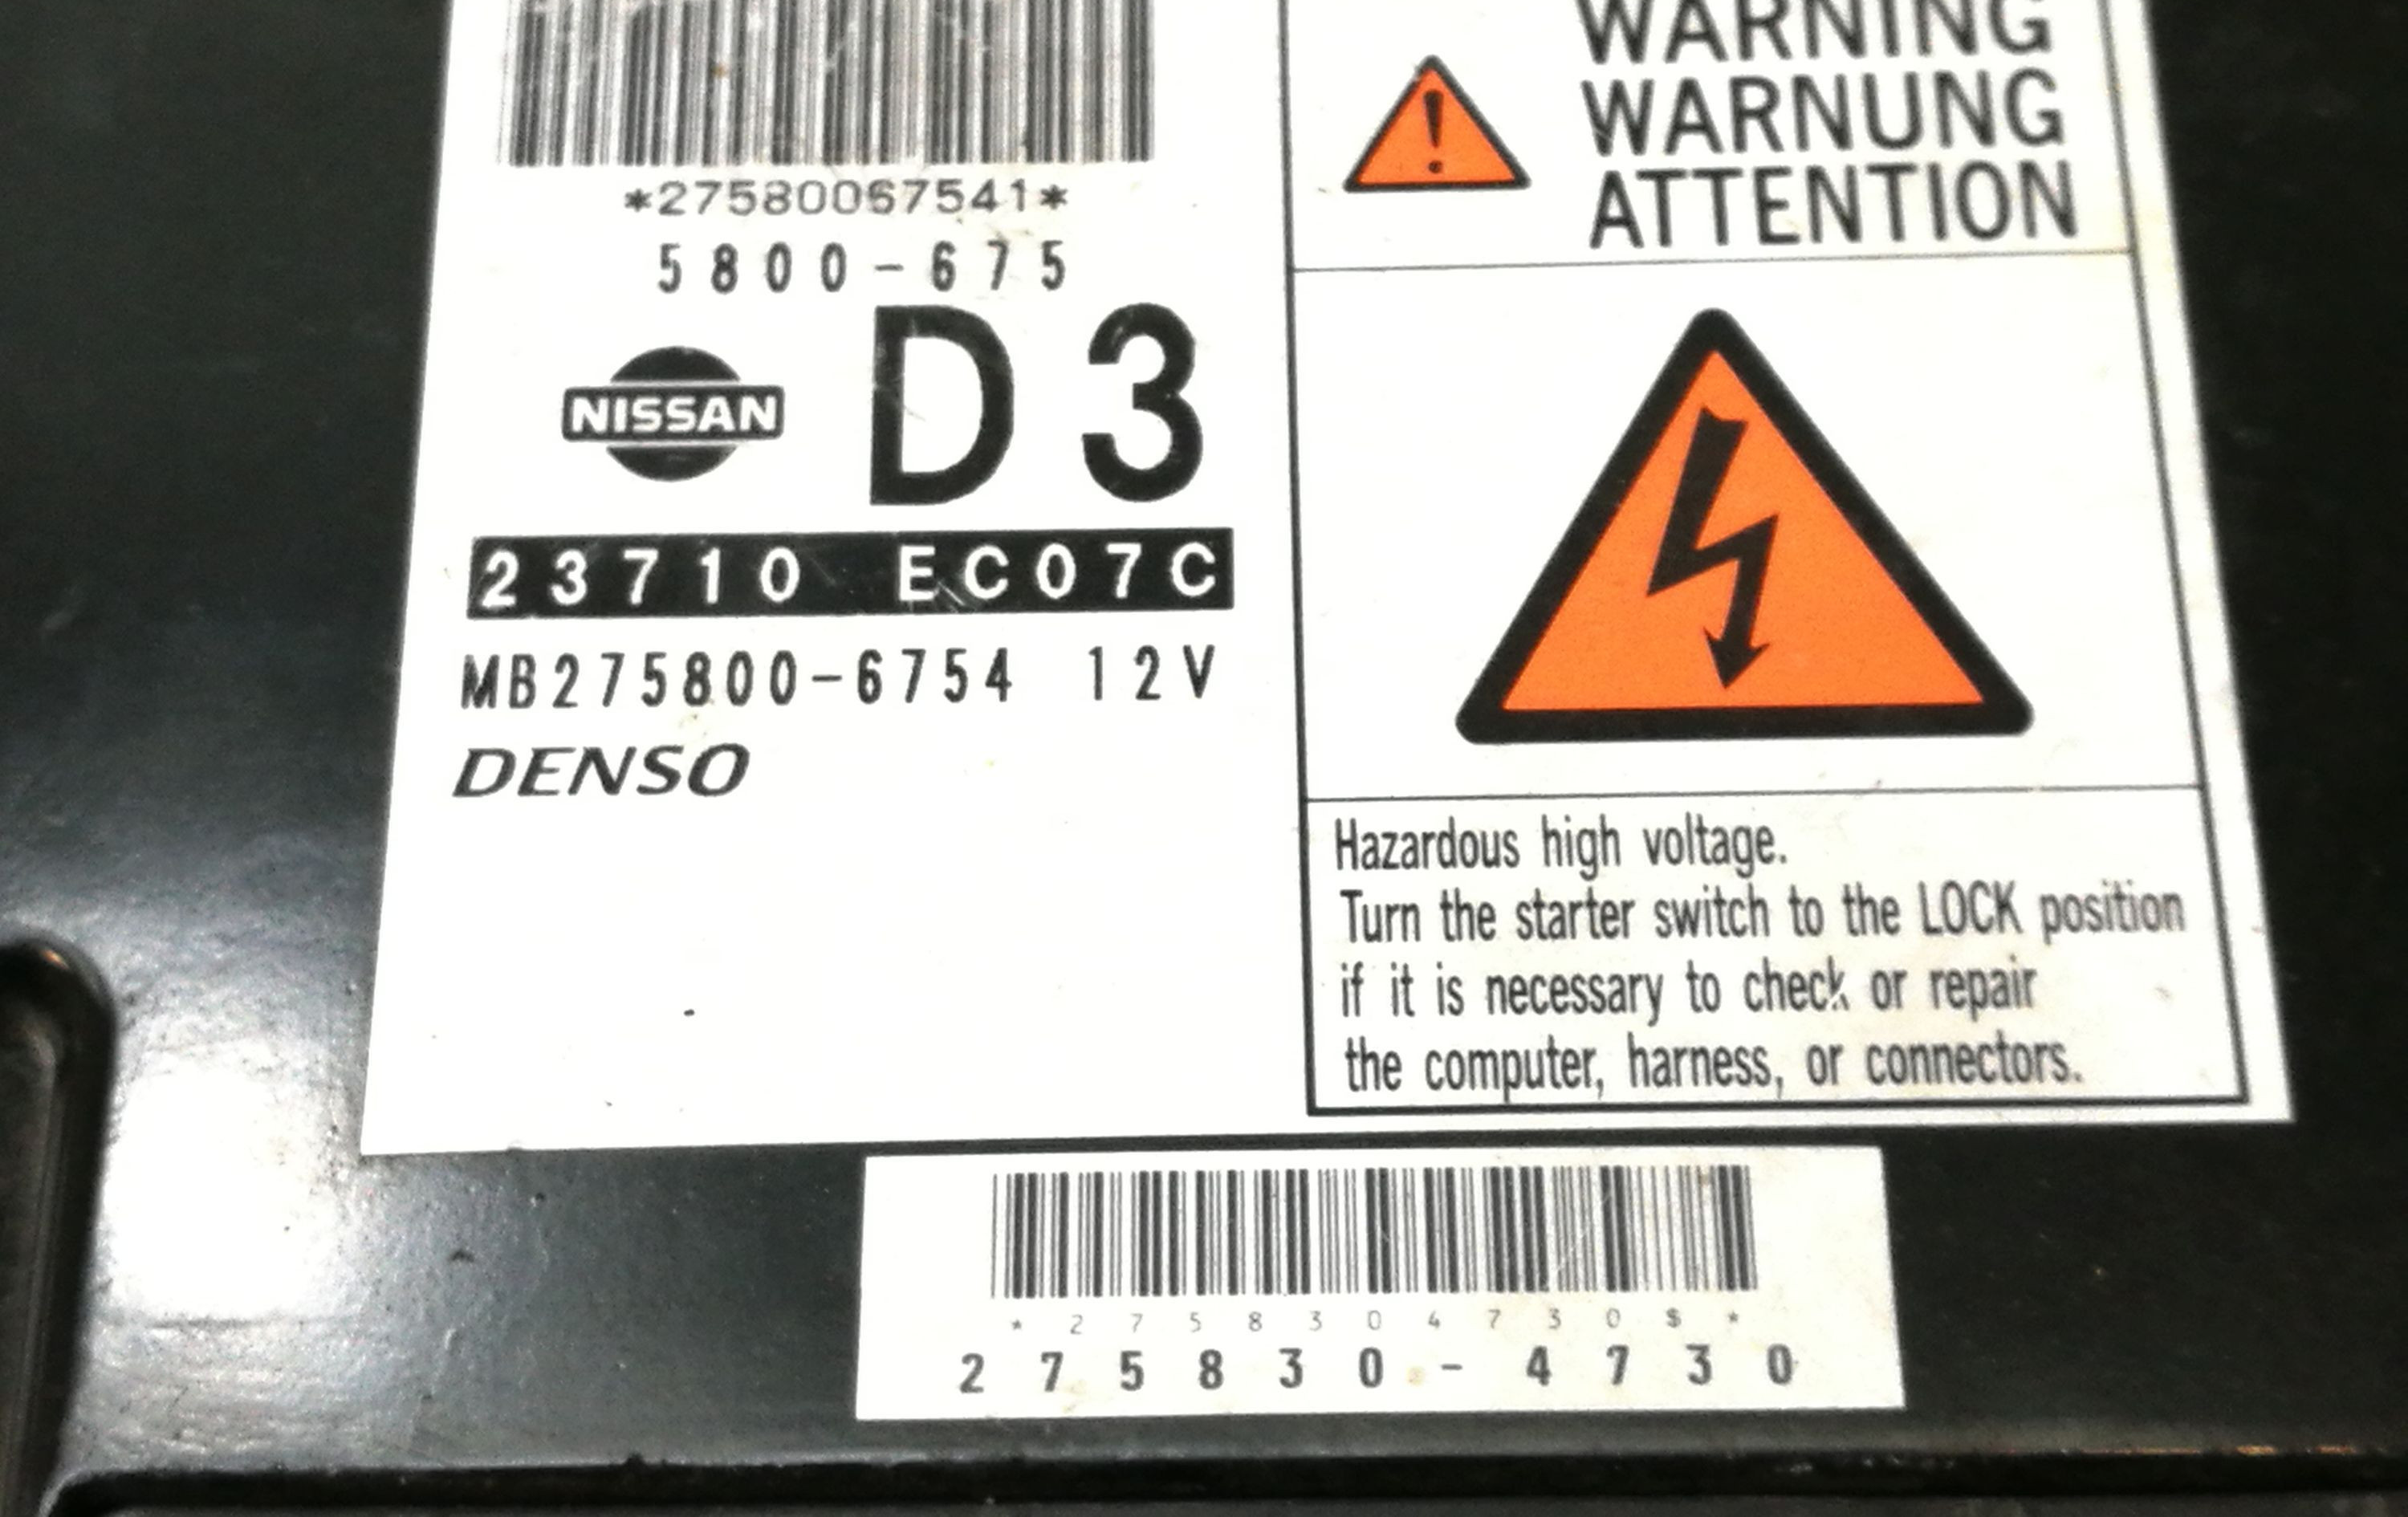 *27580067541*
5800-675
NISSAN
D3
23710 EC07C
MB275800-6754 12V
DENSO
WARNING
WARNUNG
ATTENTION
Hazardous high voltage.
Turn the starter switch to the LOCK position
if it is necessary to check or repair
the computer, harness, or connectors.
*2758304730$*
275830-4730